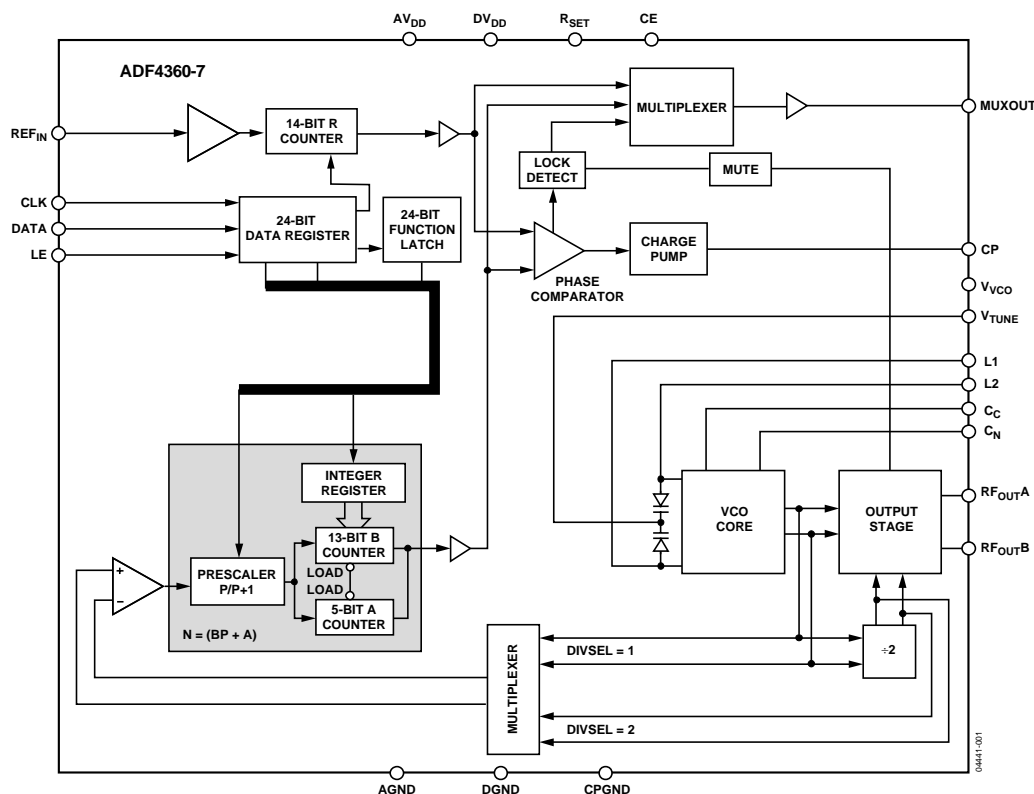 AVDD
DVDD
RSET
CE
ADF4360-7
MULTIPLEXER
MUXOUT
REFIN
14-BIT R
COUNTER
LOCK
DETECT
MUTE
CLK
DATA
LE
24-BIT
DATA REGISTER
24-BIT
FUNCTION
LATCH
CHARGE
PUMP
CP
PHASE
COMPARATOR
VVCO
VTUNE
L1
L2
CC
CN
INTEGER
REGISTER
VCO
CORE
OUTPUT
STAGE
RFOUTA
RFOUTB
13-BIT B
COUNTER
LOAD
LOAD
PRESCALER
P/P+1
+
−
5-BIT A
COUNTER
N = (BP + A)
MULTIPLEXER
DIVSEL = 1
÷2
DIVSEL = 2
04441-001
AGND
DGND
CPGND